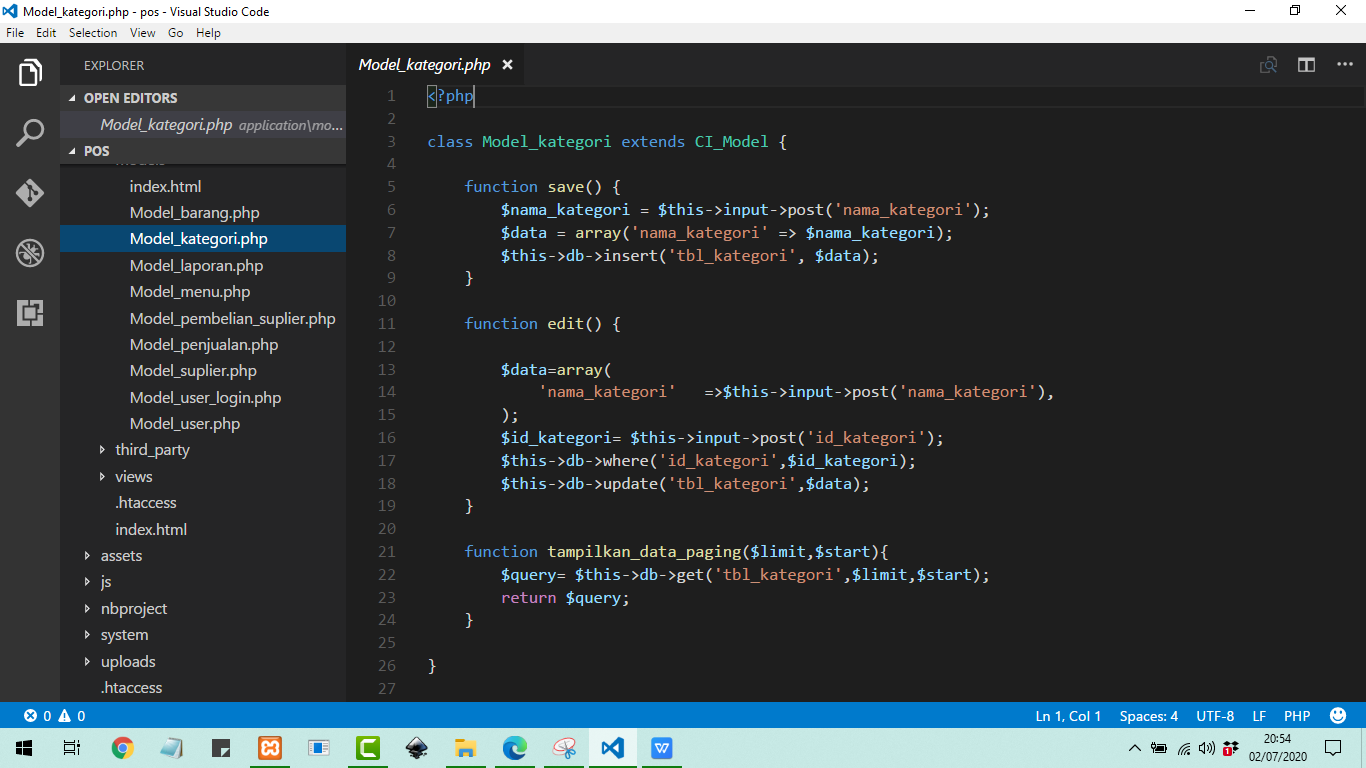 Model_kategori.php - pos - Visual Studio Code
File Edit Selection View Go Help
EXPLORER
OPEN EDITORS
Model_kategori.php application\mo...
POS
models
index.html
Model_barang.php
Model_kategori.php
Model_laporan.php
Model_menu.php
Model_pembelian_suplier.php
Model_penjualan.php
Model_suplier.php
Model_user_login.php
Model_user.php
third_party
views
.htaccess
index.html
assets
js
nbproject
system
uploads
.htaccess
Model_kategori.php
1 <?php
2
3 class Model_kategori extends CI_Model {
4
5     function save() {
6         $nama_kategori = $this->input->post('nama_kategori');
7         $data = array('nama_kategori' => $nama_kategori);
8         $this->db->insert('tbl_kategori', $data);
9     }
10
11     function edit() {
12
13         $data=array(
14             'nama_kategori'   =>$this->input->post('nama_kategori'),
15         );
16         $id_kategori= $this->input->post('id_kategori');
17         $this->db->where('id_kategori',$id_kategori);
18         $this->db->update('tbl_kategori',$data);
19     }
20
21     function tampilkan_data_paging($limit,$start){
22         $query= $this->db->get('tbl_kategori',$limit,$start);
23         return $query;
24     }
25
26 }
27
0 0 Ln 1, Col 1 Spaces: 4 UTF-8 LF PHP
20:54
02/07/2020